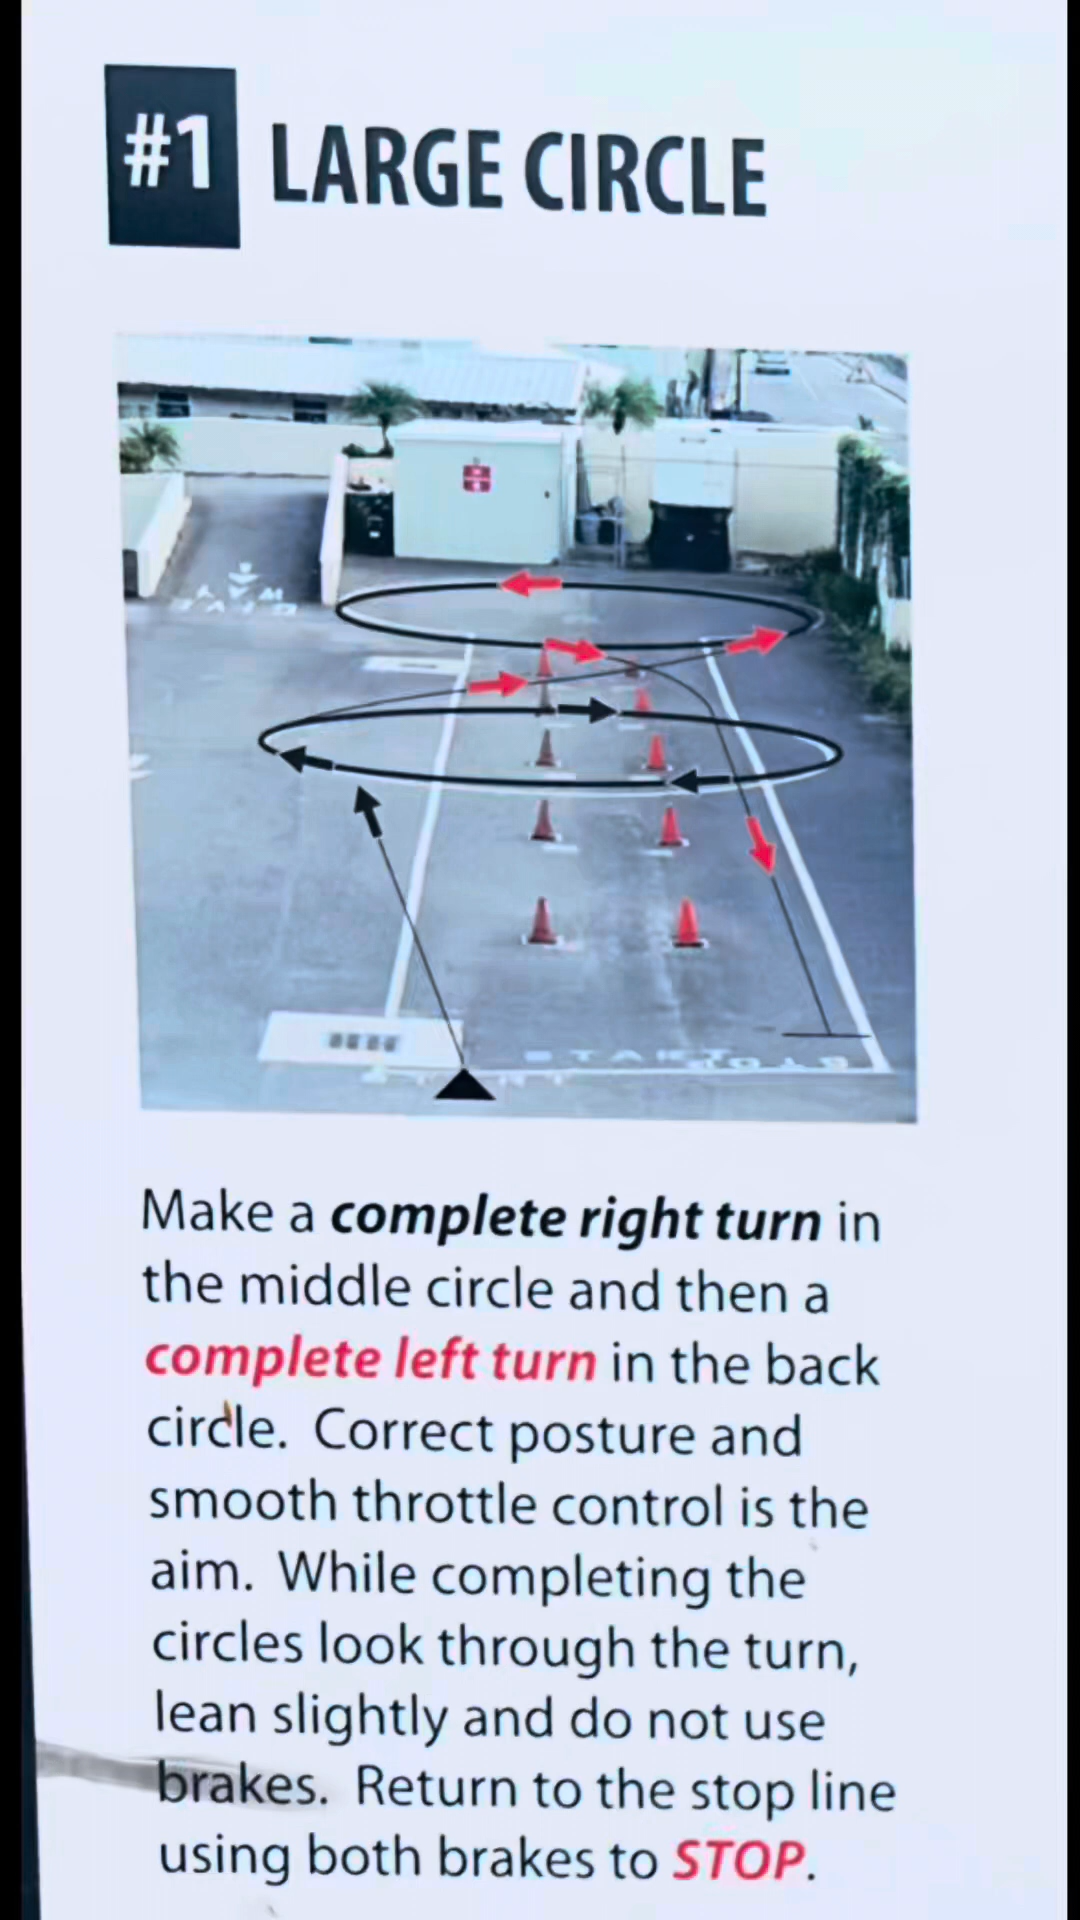 #1 LARGE CIRCLE
START
STOP
Make a complete right turn in
the middle circle and then a
complete left turn in the back
circle. Correct posture and
smooth throttle control is the
aim. While completing the
circles look through the turn,
lean slightly and do not use
brakes. Return to the stop line
using both brakes to STOP.